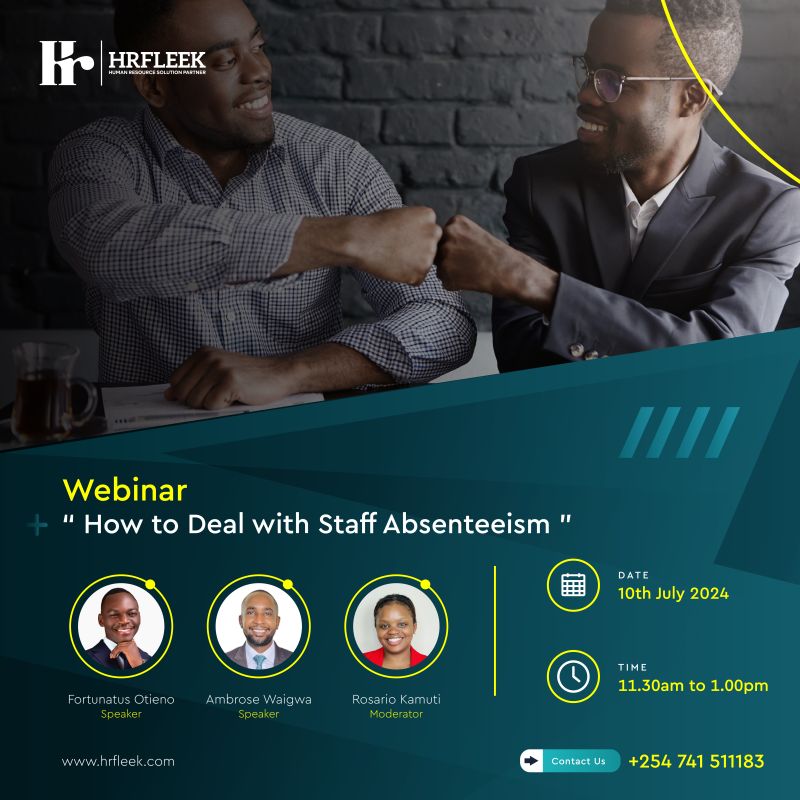 Hr
HRFLEEK
HUMAN RESOURCE SOLUTION PARTNER
Webinar
“ How to Deal with Staff Absenteeism ”
Fortunatus Otieno
Speaker
Ambrose Waigwa
Speaker
Rosario Kamuti
Moderator
DATE
10th July 2024
TIME
11.30am to 1.00pm
www.hrfleek.com
Contact Us
+254 741 511183